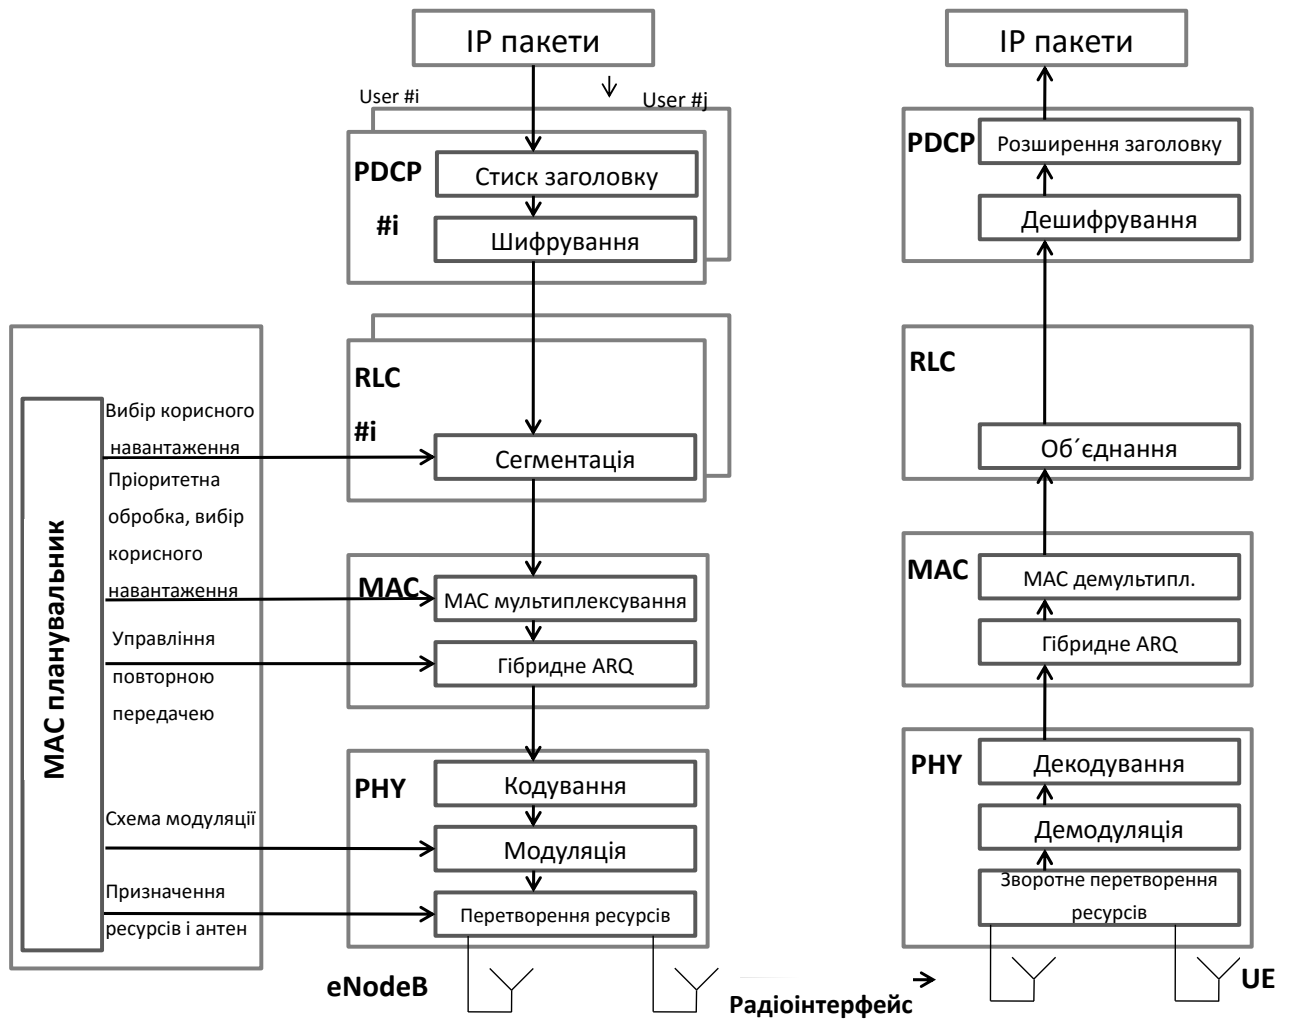 IP пакети
User #i
User #j
PDCP
#i
Стиск заголовку
Шифрування
RLC
#i
Сегментація
MAC
МАС мультиплексування
Гібридне ARQ
PHY
Кодування
Модуляція
Перетворення ресурсів
eNodeB
МАС планувальник
Вибір корисного
навантаження
Пріоритетна
обробка, вибір
корисного
навантаження
Управління
повторною
передачею
Схема модуляції
Призначення
ресурсів і антен
Радіоінтерфейс
IP пакети
PDCP
Розширення заголовку
Дешифрування
RLC
Об´єднання
MAC
МАС демультипл.
Гібридне ARQ
PHY
Декодування
Демодуляція
Зворотне перетворення
ресурсів
UE